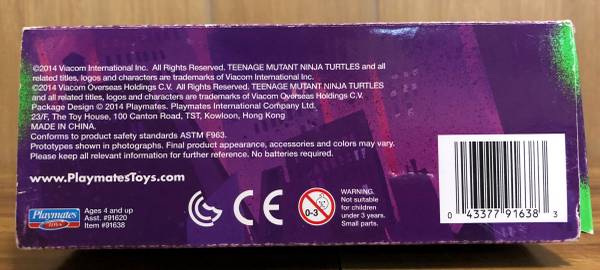 ©2014 Viacom International Inc. All Rights Reserved. TEENAGE MUTANT NINJA TURTLES and all
related titles, logos and characters are trademarks of Viacom International Inc.
©2014 Viacom Overseas Holdings C.V. All Rights Reserved. TEENAGE MUTANT NINJA TURTLES
and all related titles, logos and characters are trademarks of Viacom Overseas Holdings C.V.
Package Design © 2014 Playmates. Playmates International Company Ltd.
23/F, The Toy House, 100 Canton Road, TST, Kowloon, Hong Kong
MADE IN CHINA.
Conforms to product safety standards ASTM F963.
Prototypes shown in photographs. Final product appearance, accessories and colors may vary.
Please keep all relevant information for further reference. No batteries required.
www.PlaymatesToys.com
Playmates
TOYS
Ages 4 and up
Asst. #91620
Item #91638
CE
0-3
WARNING.
Not suitable
for children
under 3 years.
Small parts.
0 43377 91638 3